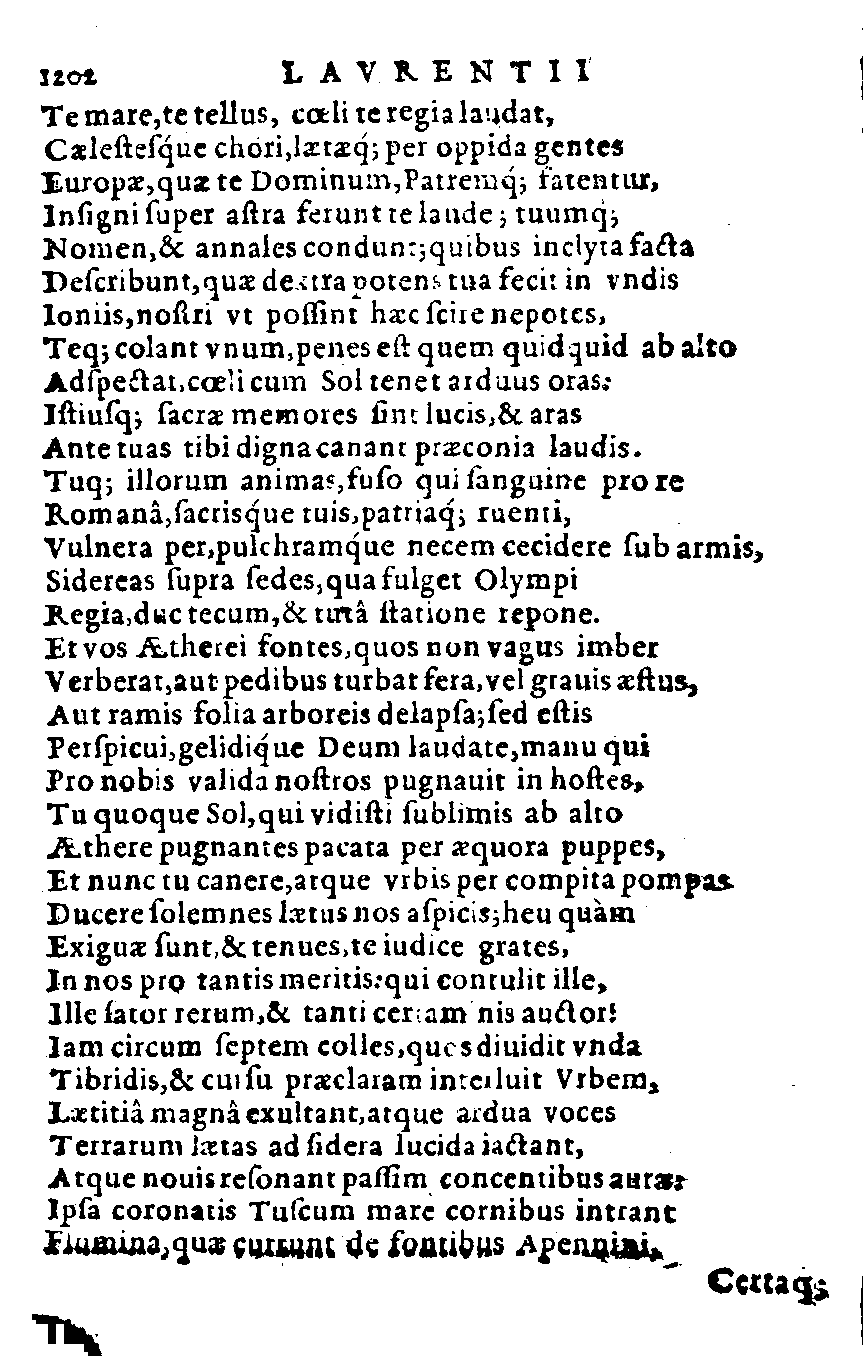 1202 LAVRENTII
Te mare,te tellus, cœli te regia laudat,
Cæleſteſq́ue chori,lætæq́; per oppida gentes
Europæ,quæ te Dominum,Patremq́; fatentur,
Inſigni ſuper aſtra ferunt te laude ; tuumq́;
Nomen,& annales condunt;quibus inclyta facta
Deſcribunt,quæ dextra potens tua fecit in vndis
Ioniis,noſtri vt poſſint hæc ſcire nepotes,
Teq; colant vnum,penes eſt quem quidquid ab alto
Adſpectat,cœli cum Sol tenet arduus oras:
Iſtiuſq; ſacræ memores ſint lucis,& aras
Ante tuas tibi digna canant præconia laudis.
Tuq; illorum animas,fuſo qui ſanguine pro re
Romanâ,ſacrisq́ue tuis,patriaq́; ruenti,
Vulnera per,pulchramq́ue necem cecidere ſub armis,
Sidereas ſupra ſedes,qua fulget Olympi
Regia,duc tecum,& tutâ ſtatione repone.
Et vos Ætherei fontes,quos non vagus imber
Verberat,aut pedibus turbat fera,vel grauis æſtus,
Aut ramis folia arboreis delapſa;ſed eſtis
Perſpicui,gelidiq́ue Deum laudate,manu qui
Pro nobis valida noſtros pugnauit in hoſtes,
Tu quoque Sol,qui vidiſti ſublimis ab alto
Æthere pugnantes pacata per æquora puppes,
Et nunc tu canere,atque vrbis per compita pompas
Ducere ſolemnes lætus nos aſpicis;heu quàm
Exiguæ ſunt,& tenues,te iudice grates,
In nos pro tantis meritis:qui contulit ille,
Ille ſator rerum,& tanti certaminis auctor!
Iam circum ſeptem colles,quos diuidit vnda
Tibridis,& curſu præclaram interluit Vrbem,
Lætitiâ magnâ exultant,atque ardua voces
Terrarum lætas ad ſidera lucida iactant,
Atque nouis reſonant paſſim concentibus auræ:
Ipſa coronatis Tuſcum mare cornibus intrant
Flumina,quæ currunt de fontibus Apennini,
Certaq;